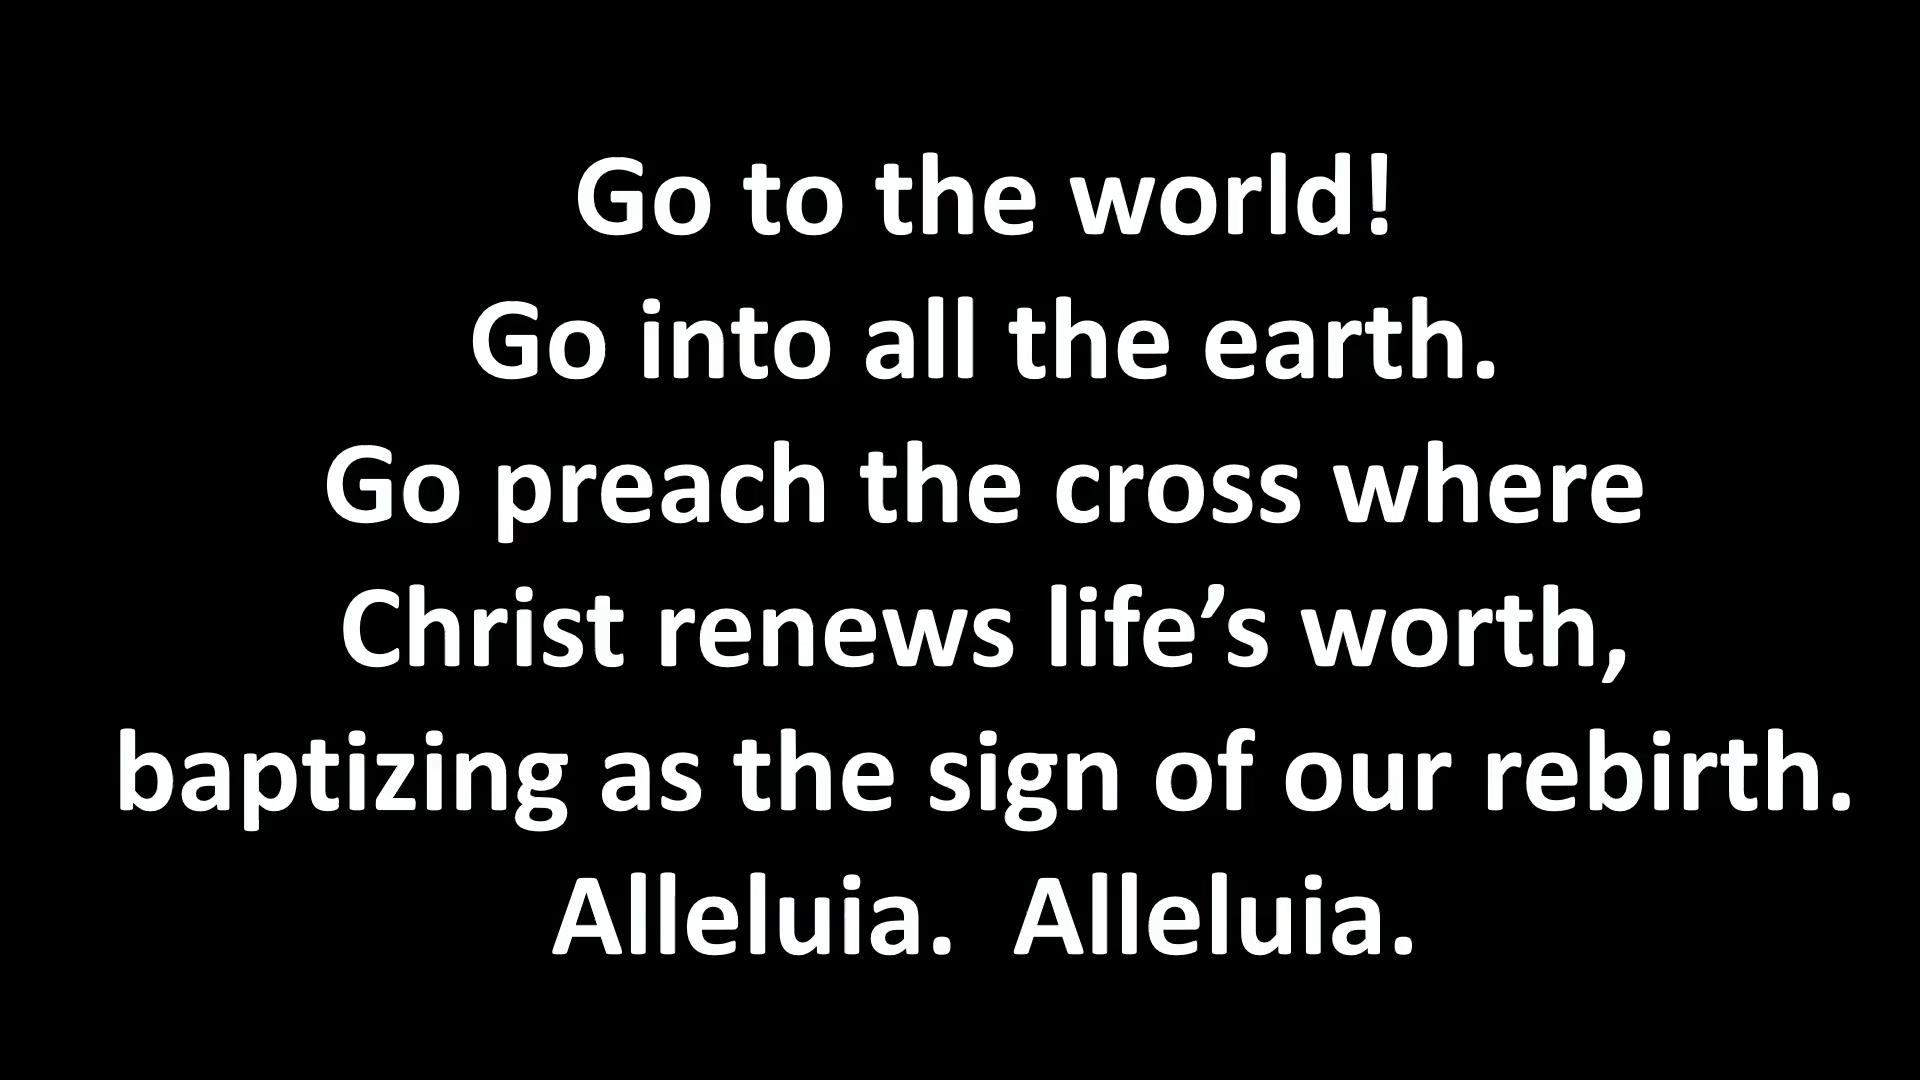 Go to the world!
Go into all the earth.
Go preach the cross where
Christ renews life’s worth,
baptizing as the sign of our rebirth.
Alleluia.  Alleluia.